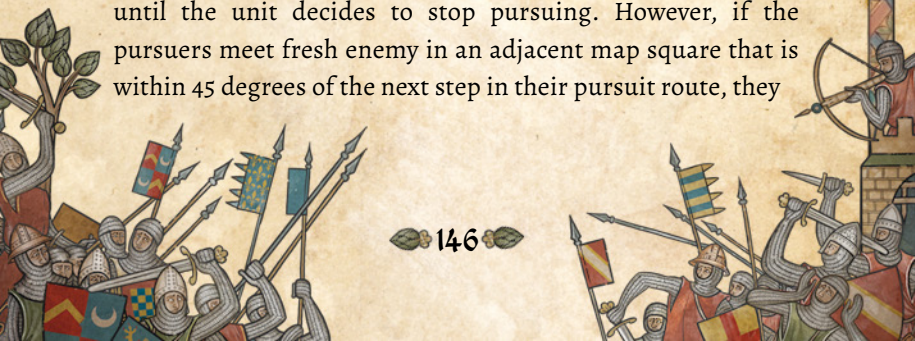 until the unit decides to stop pursuing. However, if the
pursuers meet fresh enemy in an adjacent map square that is
within 45 degrees of the next step in their pursuit route, they
146